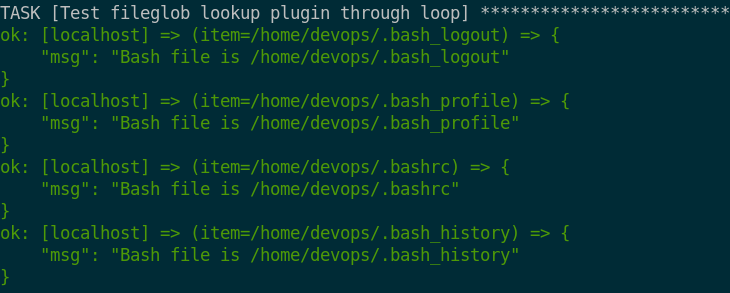 TASK [Test fileglob lookup plugin through loop] *************************
ok: [localhost] => (item=/home/devops/.bash_logout) => {
    "msg": "Bash file is /home/devops/.bash_logout"
}
ok: [localhost] => (item=/home/devops/.bash_profile) => {
    "msg": "Bash file is /home/devops/.bash_profile"
}
ok: [localhost] => (item=/home/devops/.bashrc) => {
    "msg": "Bash file is /home/devops/.bashrc"
}
ok: [localhost] => (item=/home/devops/.bash_history) => {
    "msg": "Bash file is /home/devops/.bash_history"
}